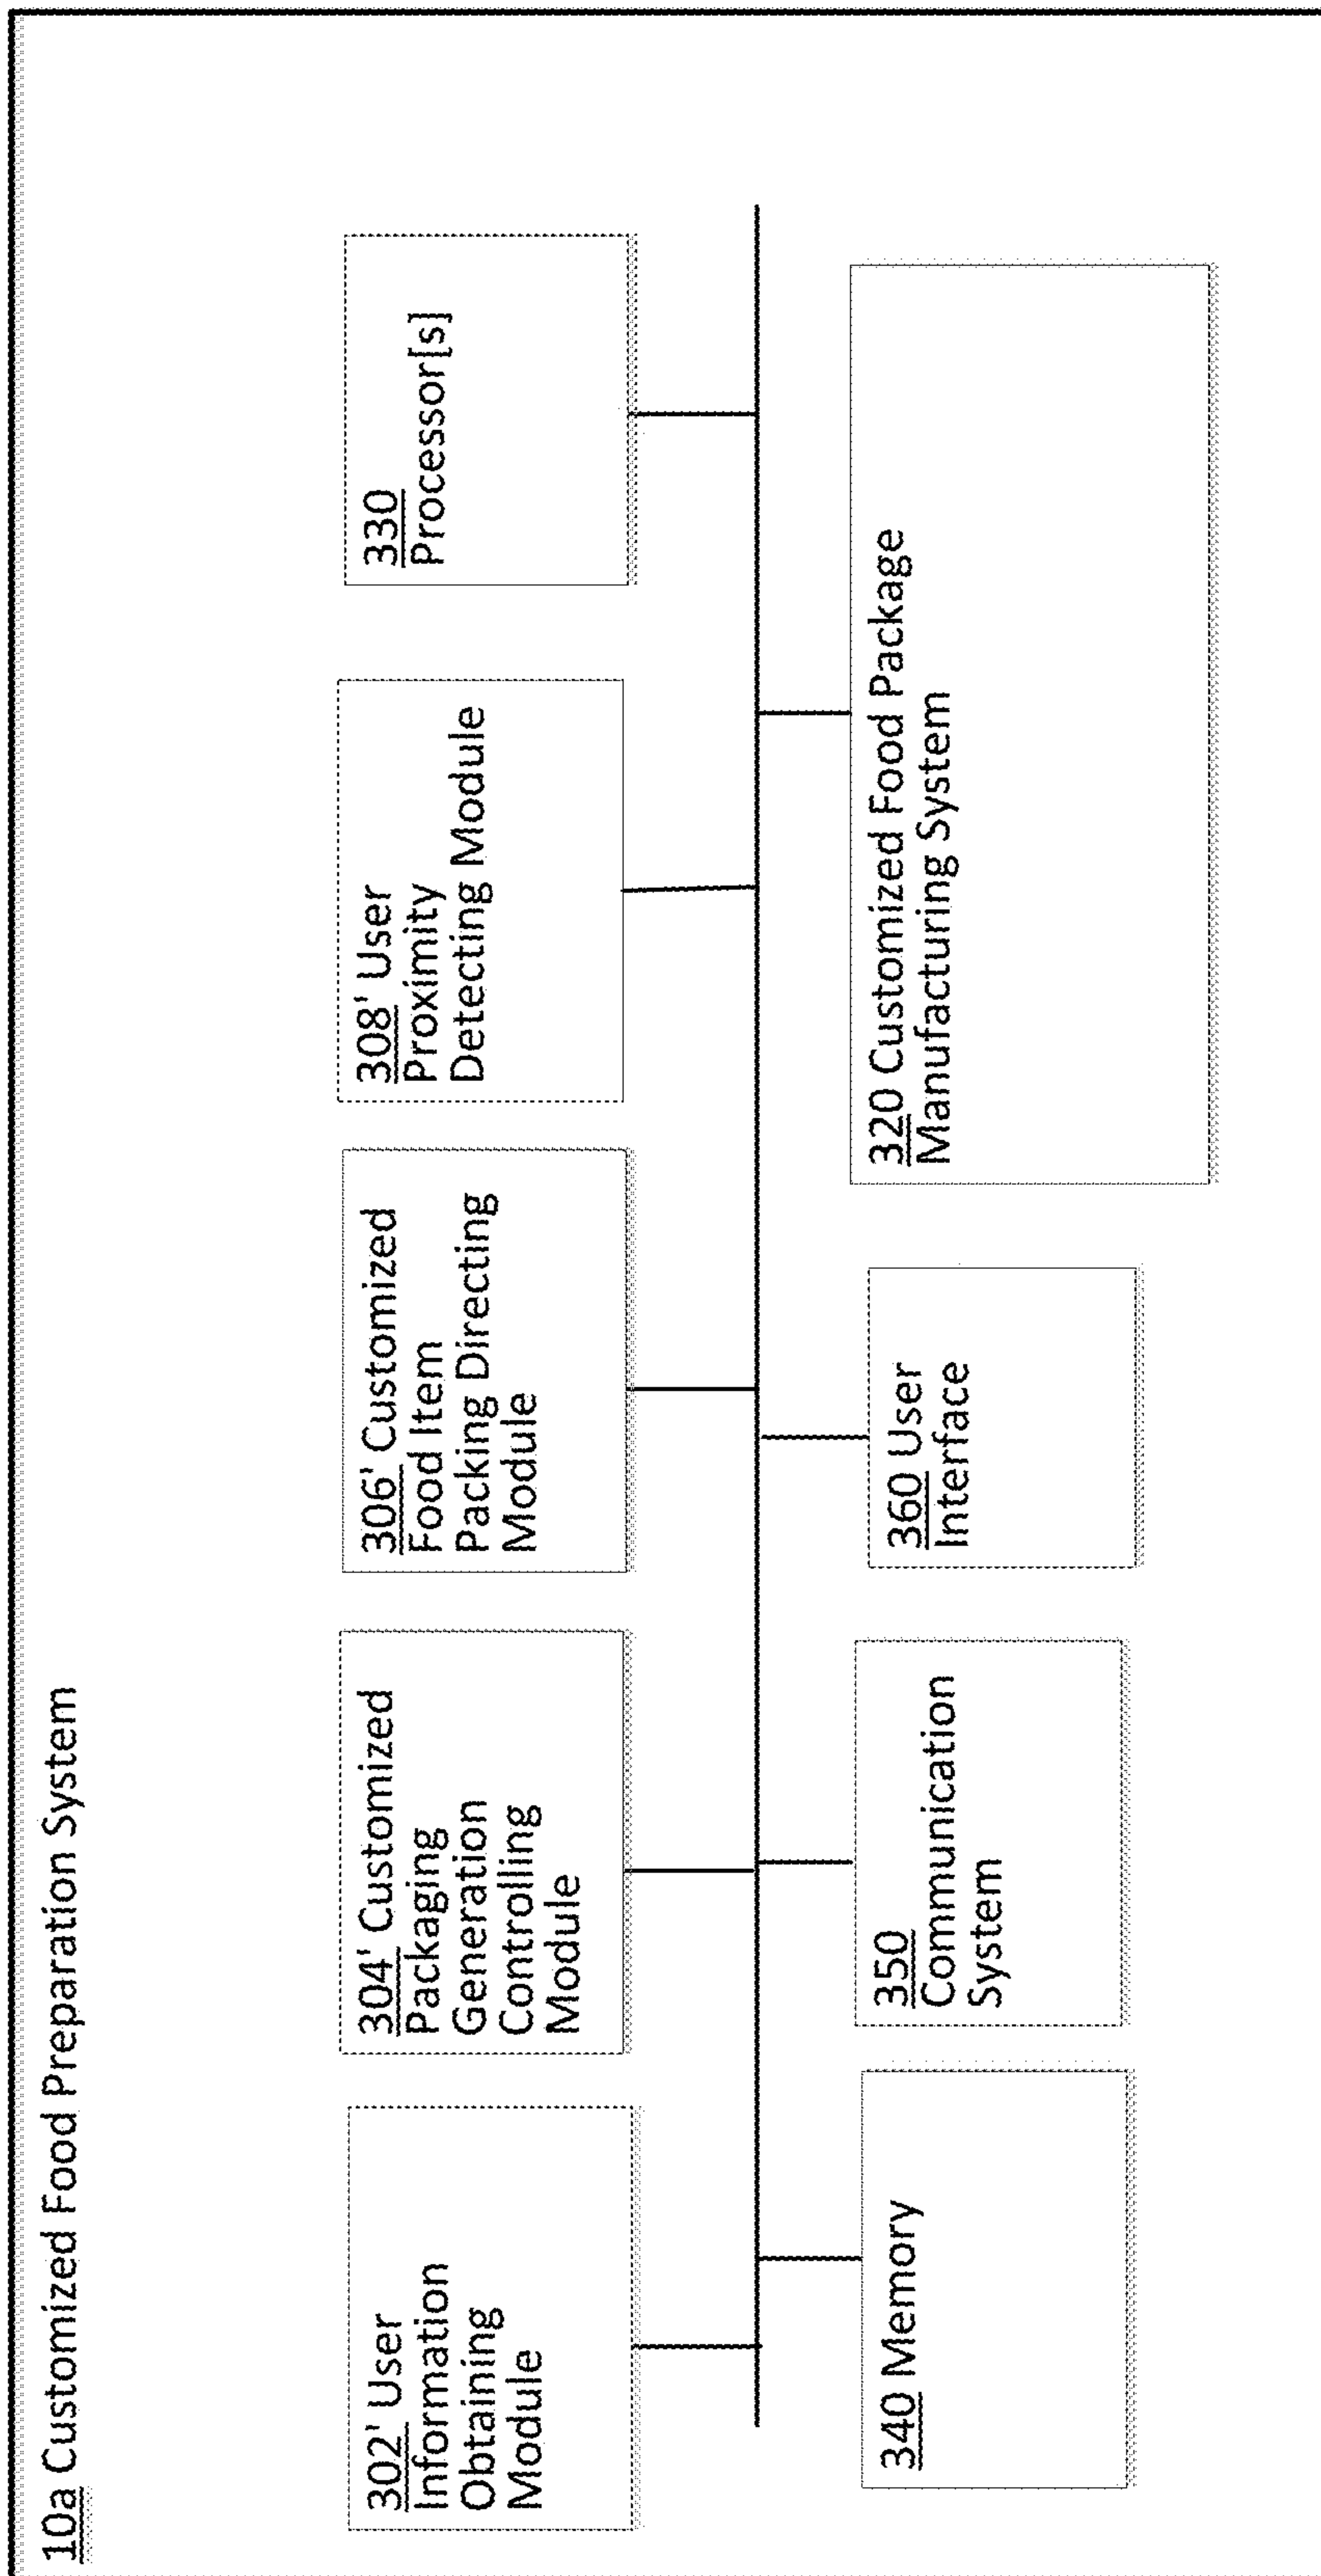 10a Customized Food Preparation System
302' User
Information
Obtaining
Module
304' Customized
Packaging
Generation
Controlling
Module
306' Customized
Food Item
Packing Directing
Module
308' User
Proximity
Detecting Module
330
Processor[s]
340 Memory
350
Communication
System
360 User
Interface
320 Customized Food Package
Manufacturing System